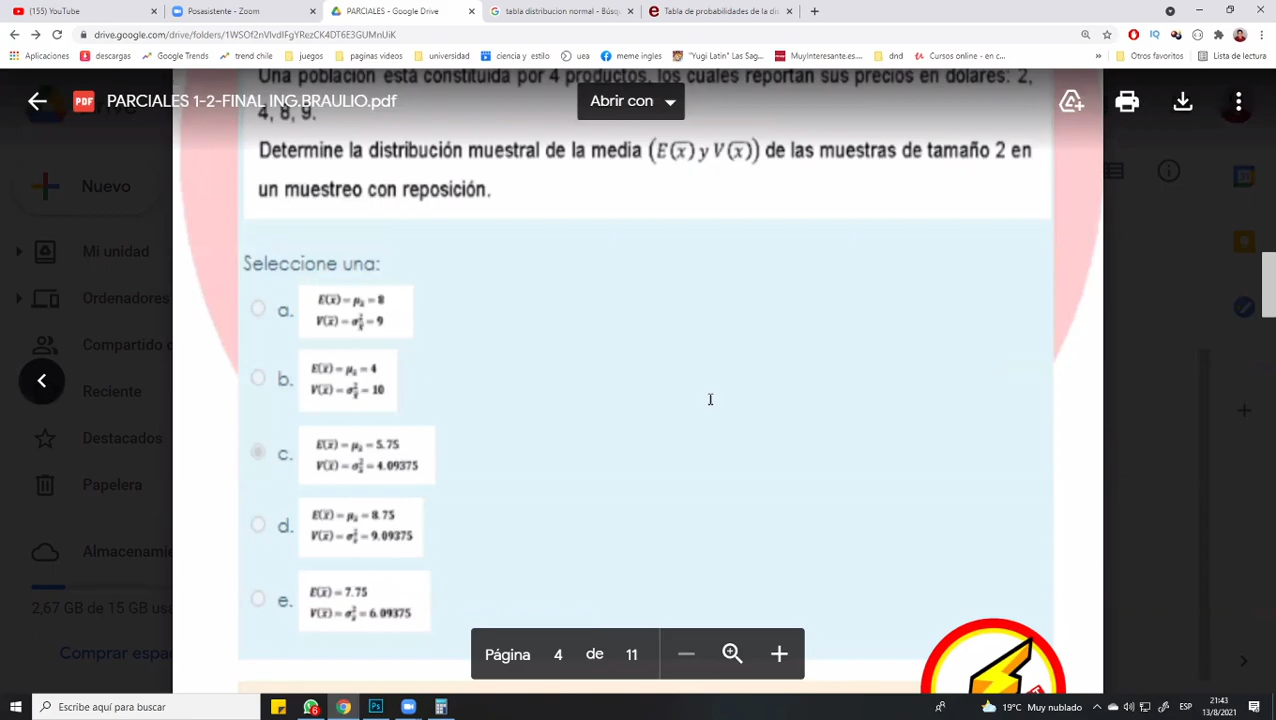 (155) YouTube
Posasistente - Zoom
PARCIALES - Google Drive
tabla distribucion normal - Búsq
Tabla de probabilidades de la dis
drive.google.com/drive/folders/1WSOf2nVlvdIFgYRezCK4DT6E3GUMnUiK
Aplicaciones
descargas
Google Trends
trend chile
juegos
paginas videos
universidad
ciencia y estilo
uea
meme ingles
"Yugi Latin" Las Sag...
MuyInteresante.es...
dnd
Cursos online - en c...
Otros favoritos
Lista de lectura
Una población está constituida por 4 productos, los cuales reportan sus precios en dólares: 2,
PARCIALES 1-2-FINAL ING.BRAULIO.pdf
Abrir con
4, 8, 9.
Determine la distribución muestral de la media (E(x̅) y V(x̅)) de las muestras de tamaño 2 en
un muestreo con reposición.
Nuevo
Mi unidad
Ordenadores
Compartido c
Reciente
Destacados
Papelera
Almacenamie
2,67 GB de 15 GB usa
Comprar espa
Seleccione una:
a. E(x̅) = μx̅ = 8
V(x̅) = σ²x̅ = 9
b. E(x̅) = μx̅ = 4
V(x̅) = σ²x̅ = 10
c. E(x̅) = μx̅ = 5.75
V(x̅) = σ²x̅ = 4.09375
d. E(x̅) = μx̅ = 8.75
V(x̅) = σ²x̅ = 9.09375
e. E(x̅) = 7.75
V(x̅) = σ²x̅ = 6.09375
Página 4 de 11
Escribe aquí para buscar
19°C Muy nublado
ESP
21:43
13/8/2021